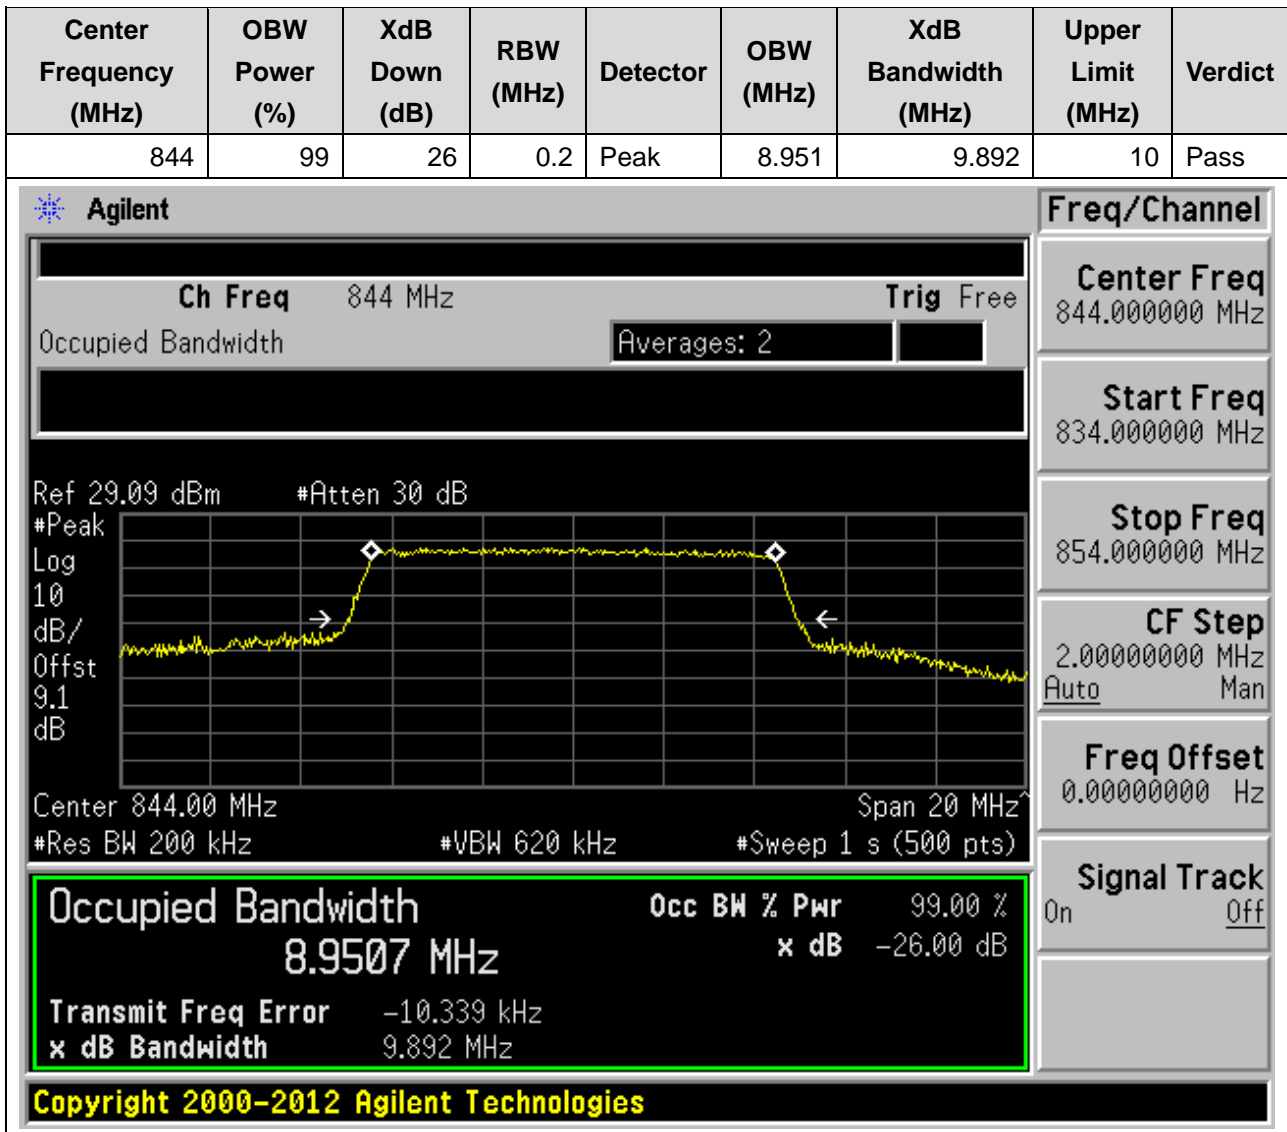 Center Frequency (MHz) OBW Power (%) XdB Down (dB) RBW (MHz) Detector OBW (MHz) XdB Bandwidth (MHz) Upper Limit (MHz) Verdict
844 99 26 0.2 Peak 8.951 9.892 10 Pass
Agilent
Freq/Channel
Ch Freq 844 MHz Trig Free
Occupied Bandwidth Averages: 2
Center Freq
844.000000 MHz
Start Freq
834.000000 MHz
Stop Freq
854.000000 MHz
CF Step
2.00000000 MHz
Auto Man
Freq Offset
0.00000000 Hz
Signal Track
On Off
Ref 29.09 dBm #Atten 30 dB
#Peak
Log
10
dB/
Offst
9.1
dB
Center 844.00 MHz Span 20 MHz^
#Res BW 200 kHz #VBW 620 kHz #Sweep 1 s (500 pts)
Occupied Bandwidth Occ BW % Pwr 99.00 %
8.9507 MHz x dB -26.00 dB
Transmit Freq Error -10.339 kHz
x dB Bandwidth 9.892 MHz
Copyright 2000-2012 Agilent Technologies